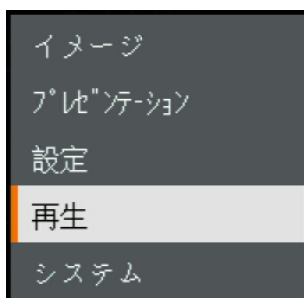 イメージ
プレゼンテーション
設定
再生
システム